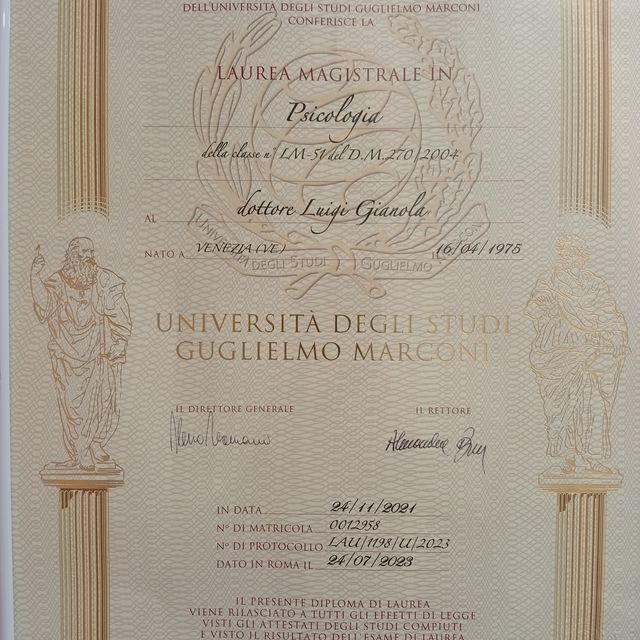 DELL'UNIVERSITÀ DEGLI STUDI GUGLIELMO MARCONI
CONFERISCE LA
LAUREA MAGISTRALE IN
Psicologia
della classe n° LM-51 del D.M. 270/2004
AL dottore Luigi Gianola
NATO A VENEZIA (VE) IL 16/04/1975
UNIVERSITÀ DEGLI STUDI GUGLIELMO
UNIVERSITÀ DEGLI STUDI
GUGLIELMO MARCONI
IL DIRETTORE GENERALE IL RETTORE
IN DATA 24/11/2021
N° DI MATRICOLA 0012958
N° DI PROTOCOLLO LAU/1198/U/2023
DATO IN ROMA IL 24/07/2023
IL PRESENTE DIPLOMA DI LAUREA
VIENE RILASCIATO A TUTTI GLI EFFETTI DI LEGGE
VISTI GLI ATTESTATI DEGLI STUDI COMPIUTI
E VISTO IL RISULTATO DELL'ESAME DI LAUREA